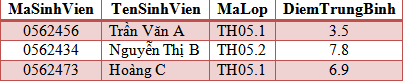 MaSinhVien TenSinhVien MaLop DiemTrungBinh
0562456 Trần Văn A TH05.1 3.5
0562434 Nguyễn Thị B TH05.2 7.8
0562473 Hoàng C TH05.1 6.9